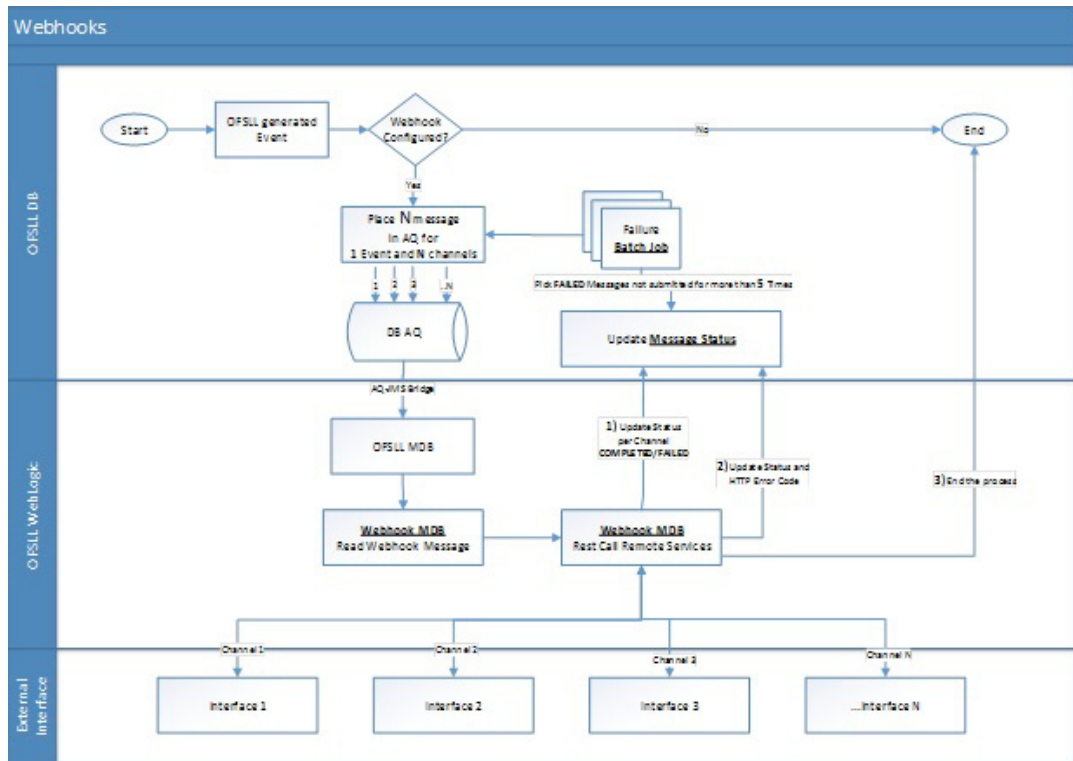 Webhooks
OFSLL DB
Start
OFSLL generated
Event
Webhook
Configured?
No
End
Yes
Place N message
in AQ for
1 Event and N channels
Failure
Batch Job
1
2
3
...N
Pick FAILED Messages not submitted for more than 5 Times
DB AQ
Update Message Status
OFSLL WebLogic
AQJMS Bridge
OFSLL MDB
1) Update Status
per Channel
COMPLETED/FAILED
2) Update Status and
HTTP Error Code
3) End the process
Webhook MDB
Read Webhook Message
Webhook MDB
Rest Call Remote Services
External
Interface
Channel 1
Channel 2
Channel 3
Channel N
Interface 1
Interface 2
Interface 3
...Interface N